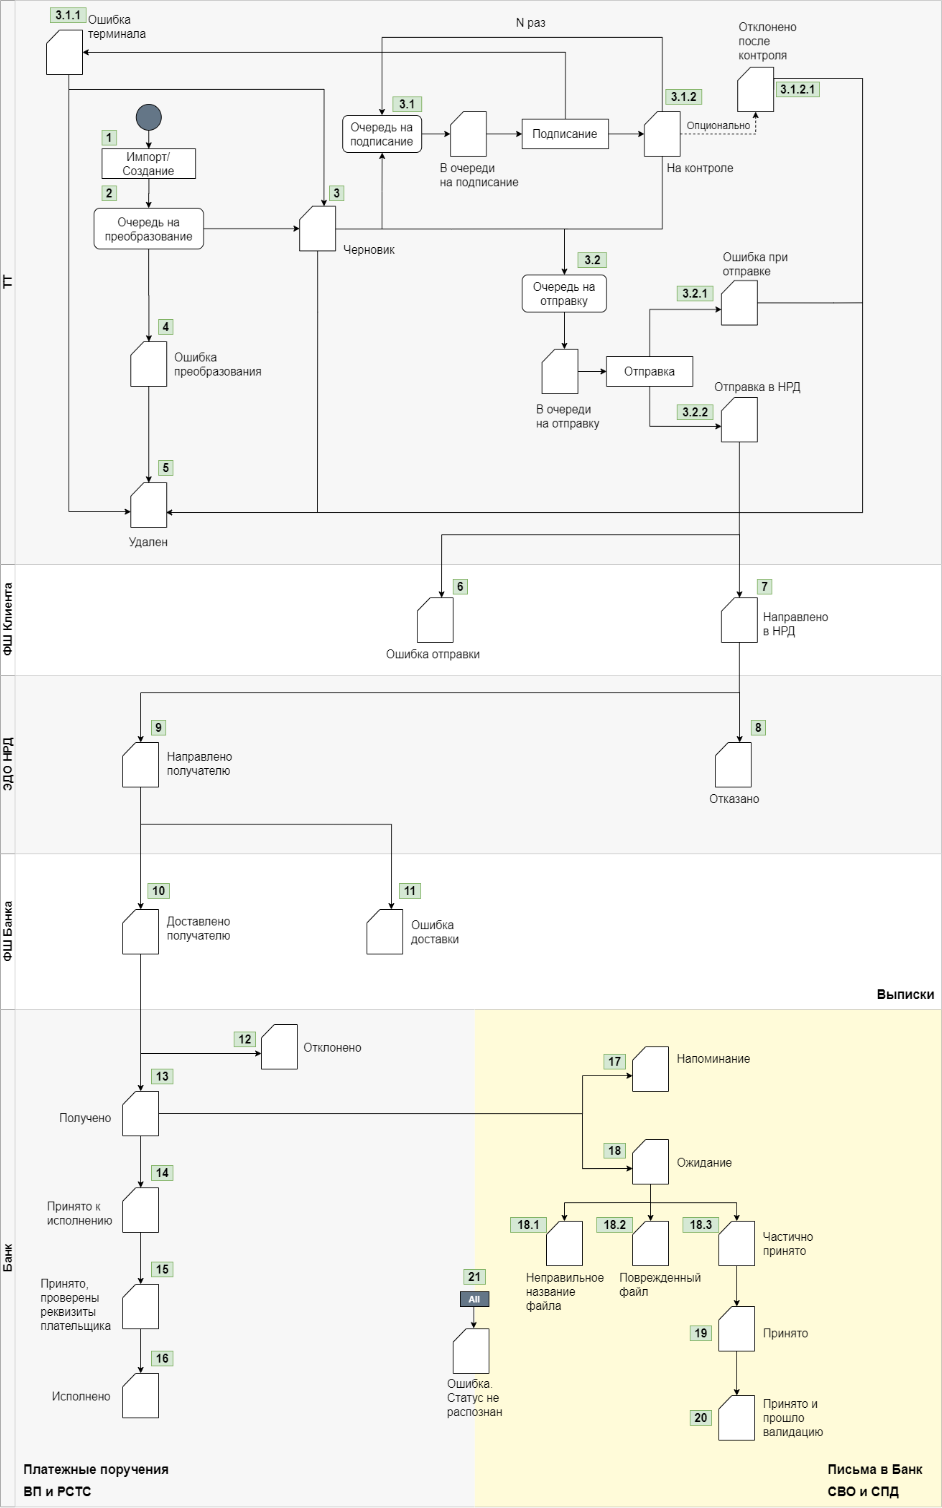 3.1.1
Ошибка
терминала
N раз
Отклонено
после
контроля
3.1.2.1
3.1
3.1.2
Очередь на
подписание
Подписание
Опционально
В очереди
на подписание
На контроле
1
Импорт/
Создание
2
Очередь на
преобразование
3
Черновик
ТТ
3.2
Очередь на
отправку
Ошибка при
отправке
3.2.1
4
Ошибка
преобразования
Отправка
Отправка в НРД
3.2.2
В очереди
на отправку
5
Удален
ФШ Клиента
6
Ошибка отправки
7
Направлено
в НРД
ЭДО НРД
9
Направлено
получателю
8
Отказано
ФШ Банка
10
Доставлено
получателю
11
Ошибка
доставки
Выписки
Банк
12
Отклонено
13
Получено
17
Напоминание
18
Ожидание
14
Принято к
исполнению
18.1
Неправильное
название
файла
18.2
Поврежденный
файл
18.3
Частично
принято
15
Принято,
проверены
реквизиты
плательщика
21
All
Ошибка.
Статус не
распознан
19
Принято
16
Исполнено
20
Принято и
прошло
валидацию
Платежные поручения
ВП и РСТС
Письма в Банк
СВО и СПД